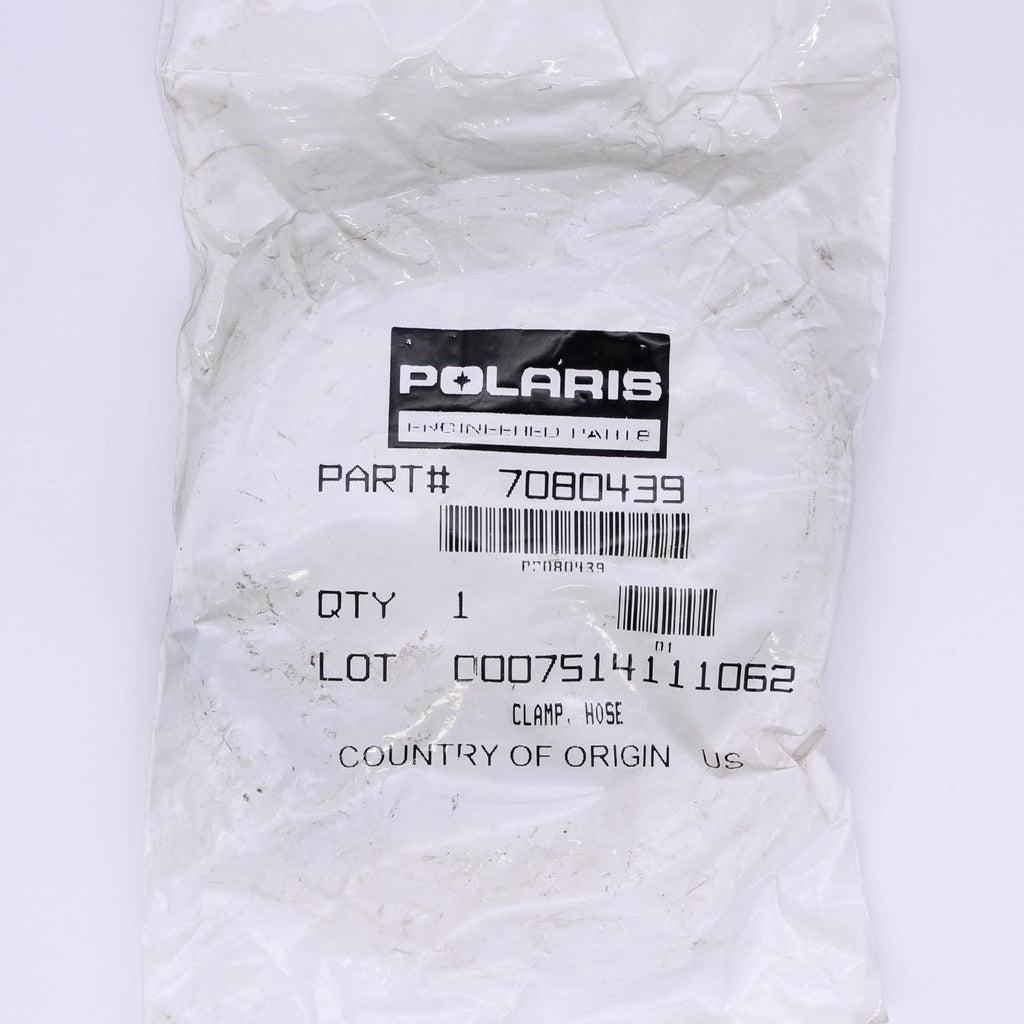 POLARIS
ENGINEERED PARTS
PART# 7080439
P7080439
QTY 1
01
LOT 0007514111062
CLAMP, HOSE
COUNTRY OF ORIGIN US